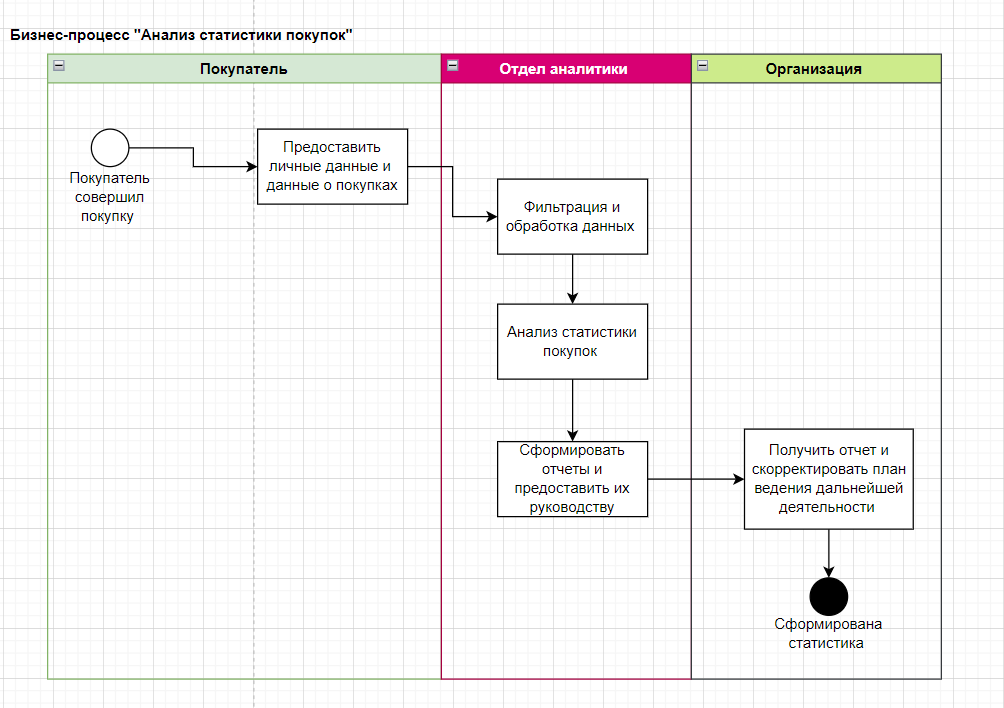 Бизнес-процесс "Анализ статистики покупок"
Покупатель
Отдел аналитики
Организация
Покупатель
совершил
покупку
Предоставить
личные данные и
данные о покупках
Фильтрация и
обработка данных
Анализ статистики
покупок
Сформировать
отчеты и
предоставить их
руководству
Получить отчет и
скорректировать план
ведения дальнейшей
деятельности
Сформирована
статистика